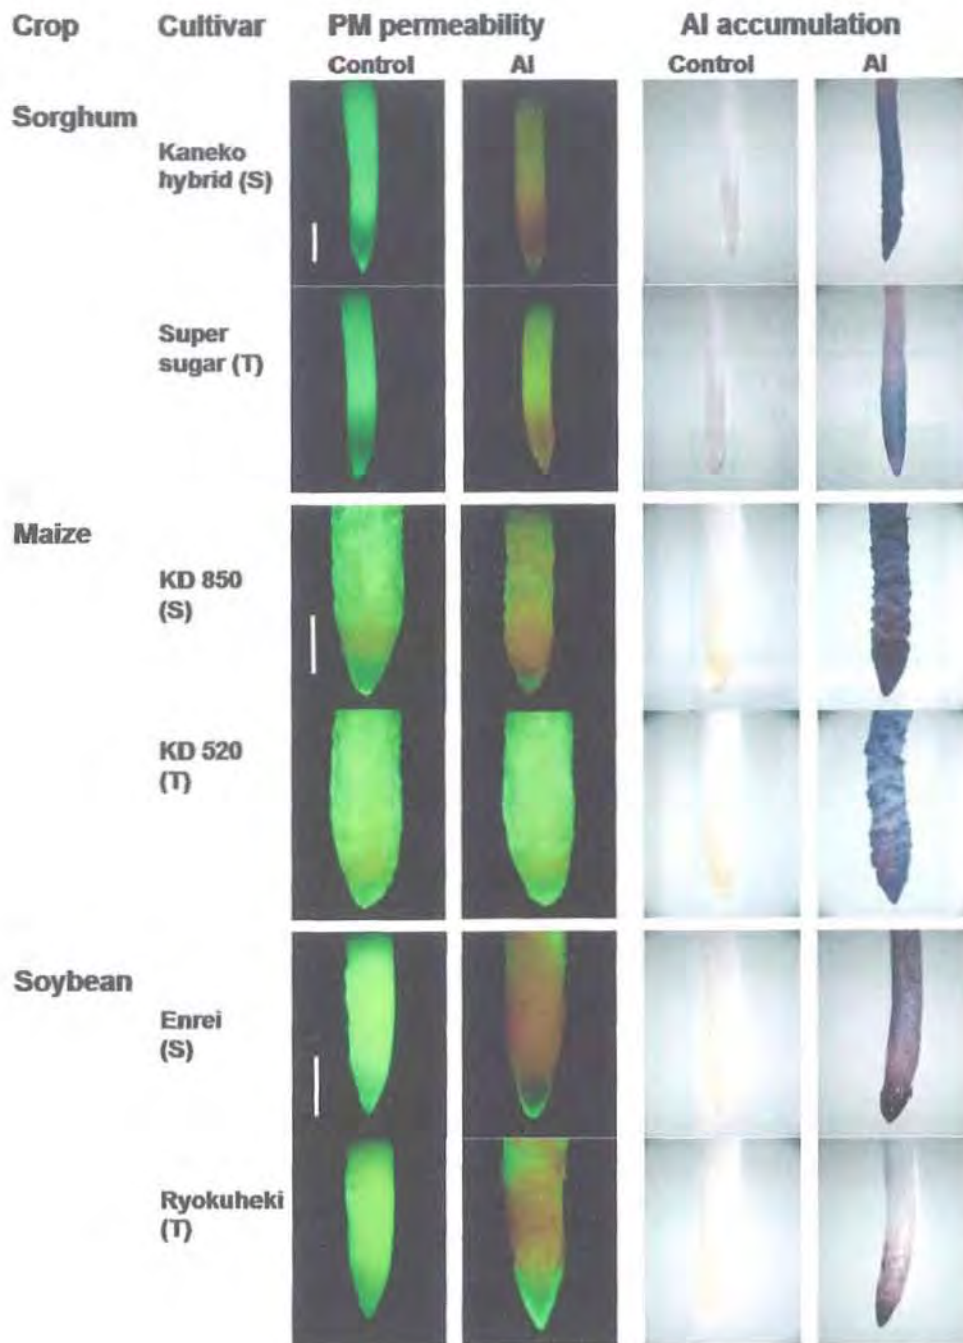 Crop Cultivar PM permeability Al accumulation
Control Al Control Al
Sorghum
Kaneko
hybrid (S)
Super
sugar (T)
Maize
KD 850
(S)
KD 520
(T)
Soybean
Enrei
(S)
Ryokuheki
(T)